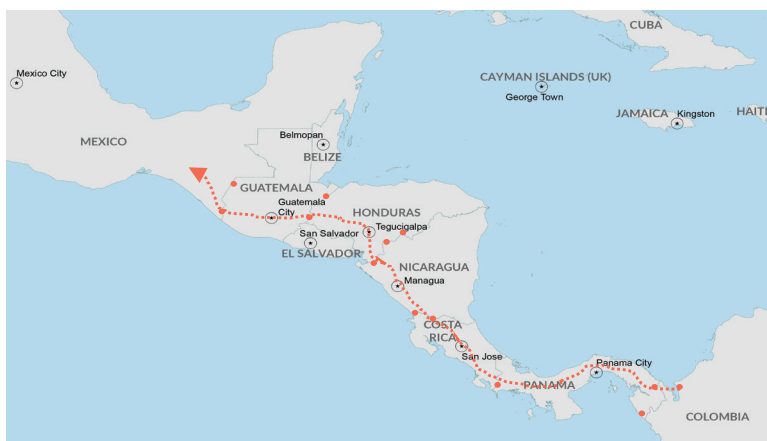 CUBA
Mexico City
CAYMAN ISLANDS (UK)
George Town
JAMAICA
Kingston
HAITI
MEXICO
Belmopan
BELIZE
GUATEMALA
Guatemala
City
HONDURAS
Tegucigalpa
San Salvador
EL SALVADOR
NICARAGUA
Managua
COSTA
RICA
San Jose
Panama City
PANAMA
COLOMBIA